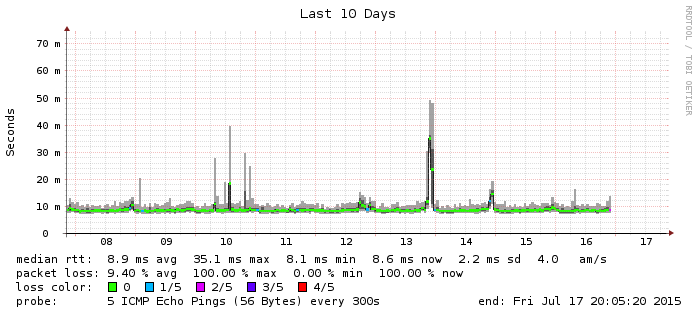 Last 10 Days
RRDTOOL / TOBI OETIKER
Seconds
70 m
60 m
50 m
40 m
30 m
20 m
10 m
0
08 09 10 11 12 13 14 15 16 17
median rtt: 8.9 ms avg 35.1 ms max 8.1 ms min 8.6 ms now 2.2 ms sd 4.0 am/s
packet loss: 9.40 % avg 100.00 % max 0.00 % min 100.00 % now
loss color: 0 1/5 2/5 3/5 4/5
probe: 5 ICMP Echo Pings (56 Bytes) every 300s end: Fri Jul 17 20:05:20 2015